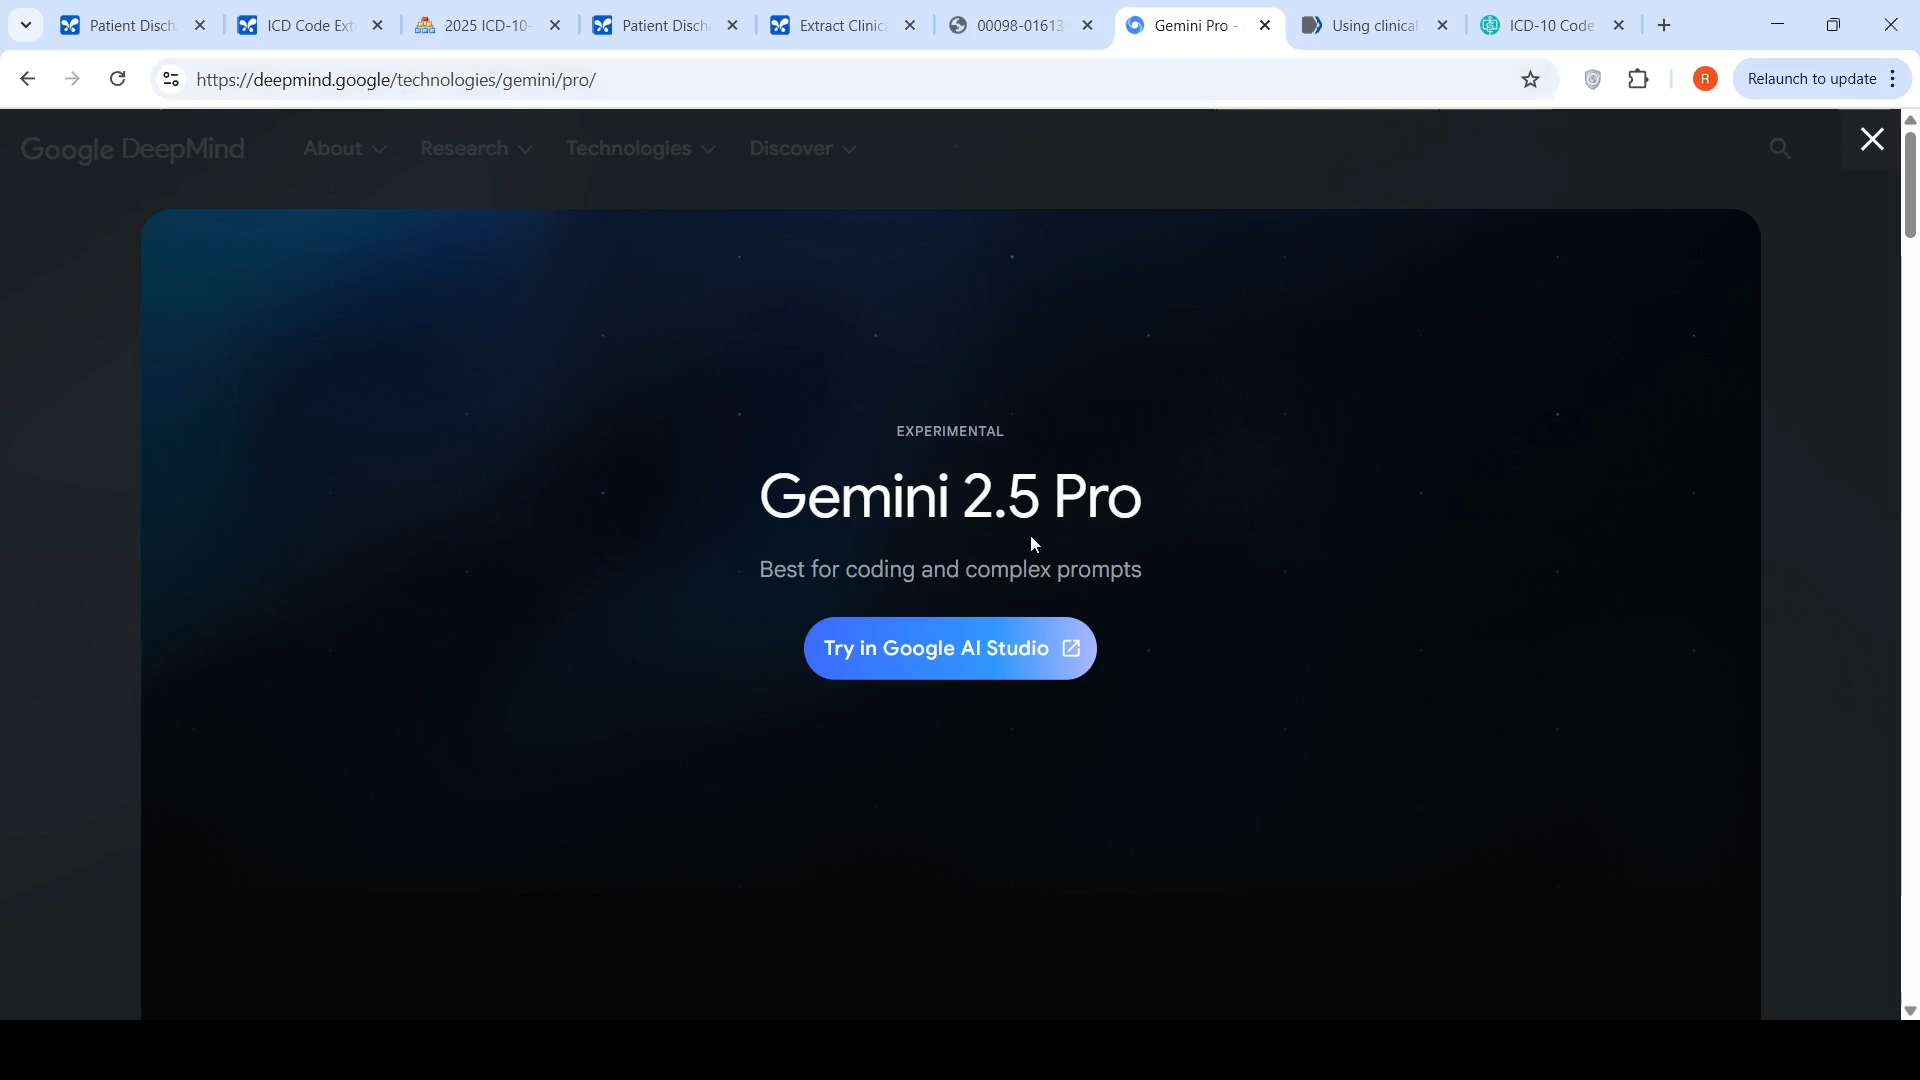 Patient Disch
ICD Code Ext
2025 ICD-10-
Patient Disch
Extract Clinica
00098-01613
Gemini Pro -
Using clinical
ICD-10 Code
https://deepmind.google/technologies/gemini/pro/
R
Relaunch to update
Google DeepMind
About
Research
Technologies
Discover
EXPERIMENTAL
Gemini 2.5 Pro
Best for coding and complex prompts
Try in Google AI Studio